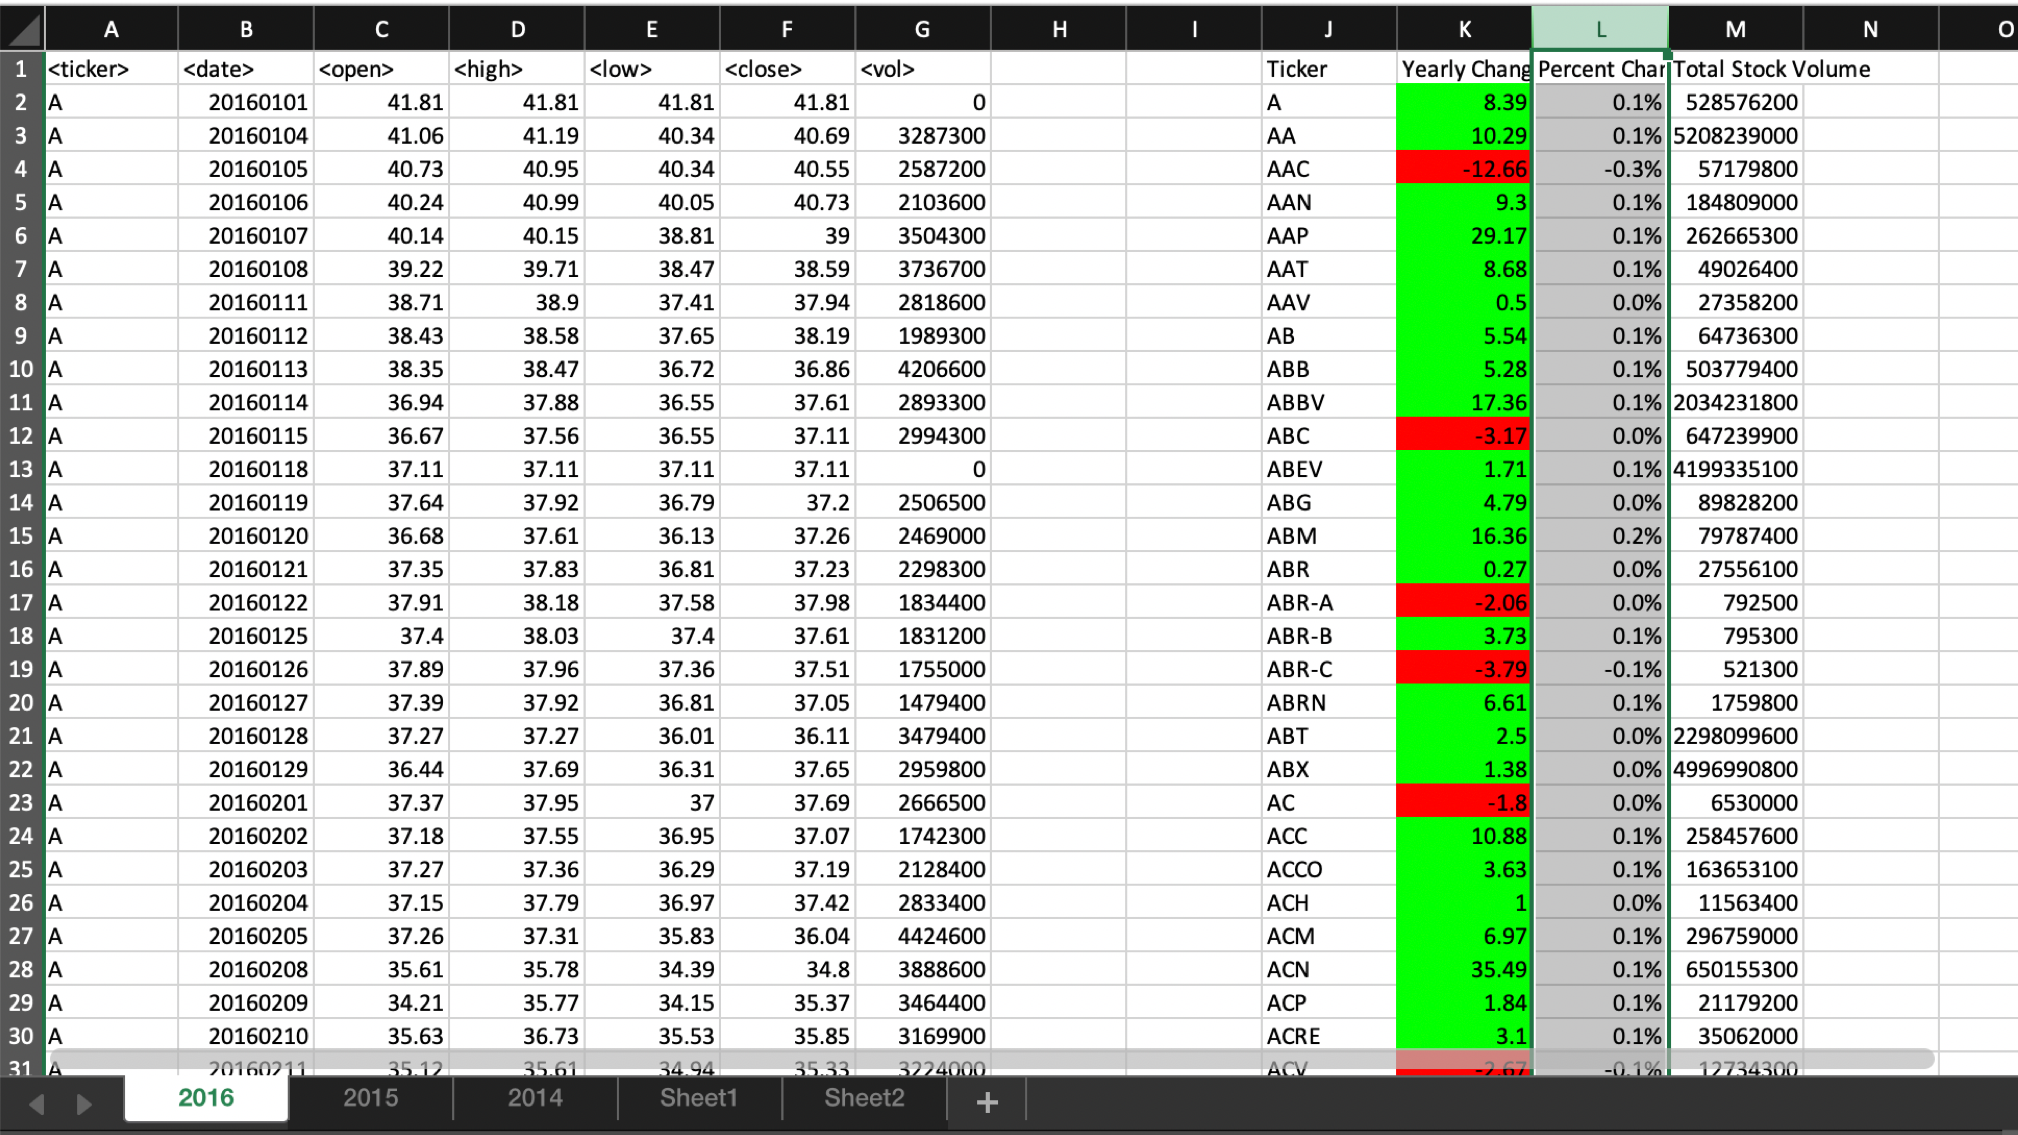 A B C D E F G H I J K L M N O
1 <ticker> <date> <open> <high> <low> <close> <vol> Ticker Yearly Chang Percent Char Total Stock Volume
2 A 20160101 41.81 41.81 41.81 41.81 0 A 8.39 0.1% 528576200
3 A 20160104 41.06 41.19 40.34 40.69 3287300 AA 10.29 0.1% 5208239000
4 A 20160105 40.73 40.95 40.34 40.55 2587200 AAC -12.66 -0.3% 57179800
5 A 20160106 40.24 40.99 40.05 40.73 2103600 AAN 9.3 0.1% 184809000
6 A 20160107 40.14 40.15 38.81 39 3504300 AAP 29.17 0.1% 262665300
7 A 20160108 39.22 39.71 38.47 38.59 3736700 AAT 8.68 0.1% 49026400
8 A 20160111 38.71 38.9 37.41 37.94 2818600 AAV 0.5 0.0% 27358200
9 A 20160112 38.43 38.58 37.65 38.19 1989300 AB 5.54 0.1% 64736300
10 A 20160113 38.35 38.47 36.72 36.86 4206600 ABB 5.28 0.1% 503779400
11 A 20160114 36.94 37.88 36.55 37.61 2893300 ABBV 17.36 0.1% 2034231800
12 A 20160115 36.67 37.56 36.55 37.11 2994300 ABC -3.17 0.0% 647239900
13 A 20160118 37.11 37.11 37.11 37.11 0 ABEV 1.71 0.1% 4199335100
14 A 20160119 37.64 37.92 36.79 37.2 2506500 ABG 4.79 0.0% 89828200
15 A 20160120 36.68 37.61 36.13 37.26 2469000 ABM 16.36 0.2% 79787400
16 A 20160121 37.35 37.83 36.81 37.23 2298300 ABR 0.27 0.0% 27556100
17 A 20160122 37.91 38.18 37.58 37.98 1834400 ABR-A -2.06 0.0% 792500
18 A 20160125 37.4 38.03 37.4 37.61 1831200 ABR-B 3.73 0.1% 795300
19 A 20160126 37.89 37.96 37.36 37.51 1755000 ABR-C -3.79 -0.1% 521300
20 A 20160127 37.39 37.92 36.81 37.05 1479400 ABRN 6.61 0.1% 1759800
21 A 20160128 37.27 37.27 36.01 36.11 3479400 ABT 2.5 0.0% 2298099600
22 A 20160129 36.44 37.69 36.31 37.65 2959800 ABX 1.38 0.0% 4996990800
23 A 20160201 37.37 37.95 37 37.69 2666500 AC -1.8 0.0% 6530000
24 A 20160202 37.18 37.55 36.95 37.07 1742300 ACC 10.88 0.1% 258457600
25 A 20160203 37.27 37.36 36.29 37.19 2128400 ACCO 3.63 0.1% 163653100
26 A 20160204 37.15 37.79 36.97 37.42 2833400 ACH 1 0.0% 11563400
27 A 20160205 37.26 37.31 35.83 36.04 4424600 ACM 6.97 0.1% 296759000
28 A 20160208 35.61 35.78 34.39 34.8 3888600 ACN 35.49 0.1% 650155300
29 A 20160209 34.21 35.77 34.15 35.37 3464400 ACP 1.84 0.1% 21179200
30 A 20160210 35.63 36.73 35.53 35.85 3169900 ACRE 3.1 0.1% 35062000
31 A 20160211 35.12 35.61 34.94 35.33 3224000 ACV -2.67 -0.1% 12734300
2016 2015 2014 Sheet1 Sheet2 +